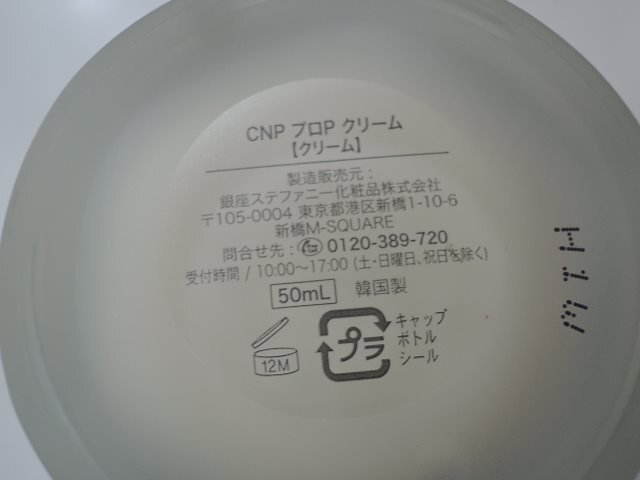 CNP プロP クリーム
【クリーム】
製造販売元:
銀座ステファニー化粧品株式会社
〒105-0004 東京都港区新橋1-10-6
新橋M-SQUARE
問合せ先: 0120-389-720
受付時間 / 10:00～17:00 (土・日曜日、祝日を除く)
50mL 韓国製
12M
プラ
キャップ
ボトル
シール